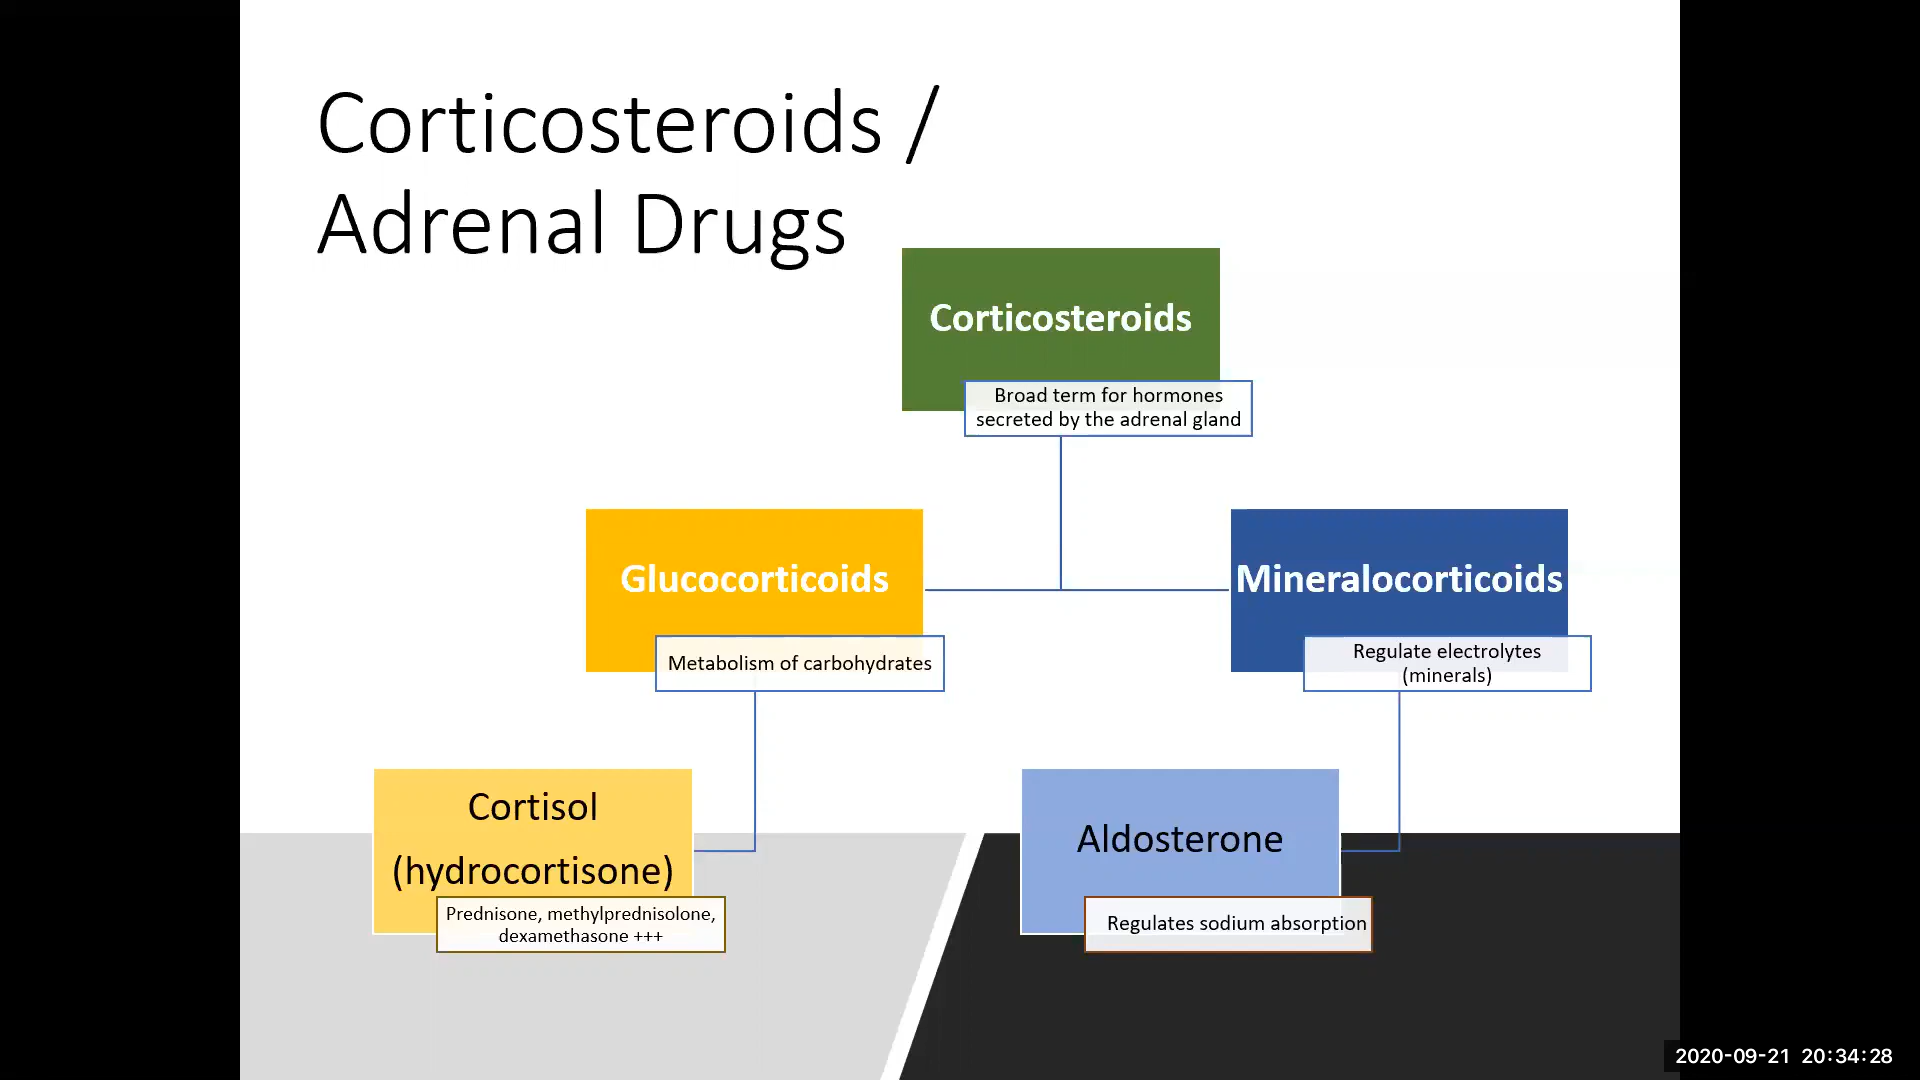 Corticosteroids /
Adrenal Drugs
Corticosteroids
Broad term for hormones
secreted by the adrenal gland
Glucocorticoids
Metabolism of carbohydrates
Mineralocorticoids
Regulate electrolytes
(minerals)
Cortisol
(hydrocortisone)
Prednisone, methylprednisolone,
dexamethasone +++
Aldosterone
Regulates sodium absorption
2020-09-21 20:34:28